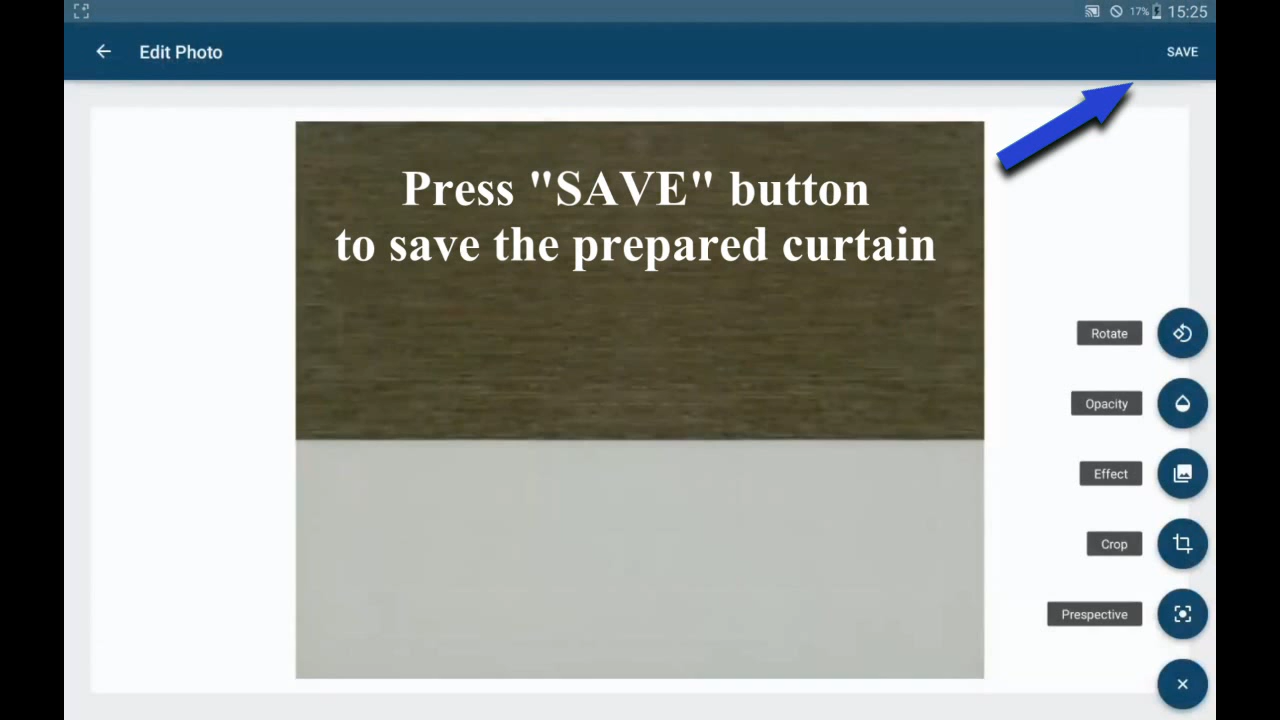 17% 15:25
Edit Photo
SAVE
Press "SAVE" button
to save the prepared curtain
Rotate
Opacity
Effect
Crop
Prespective